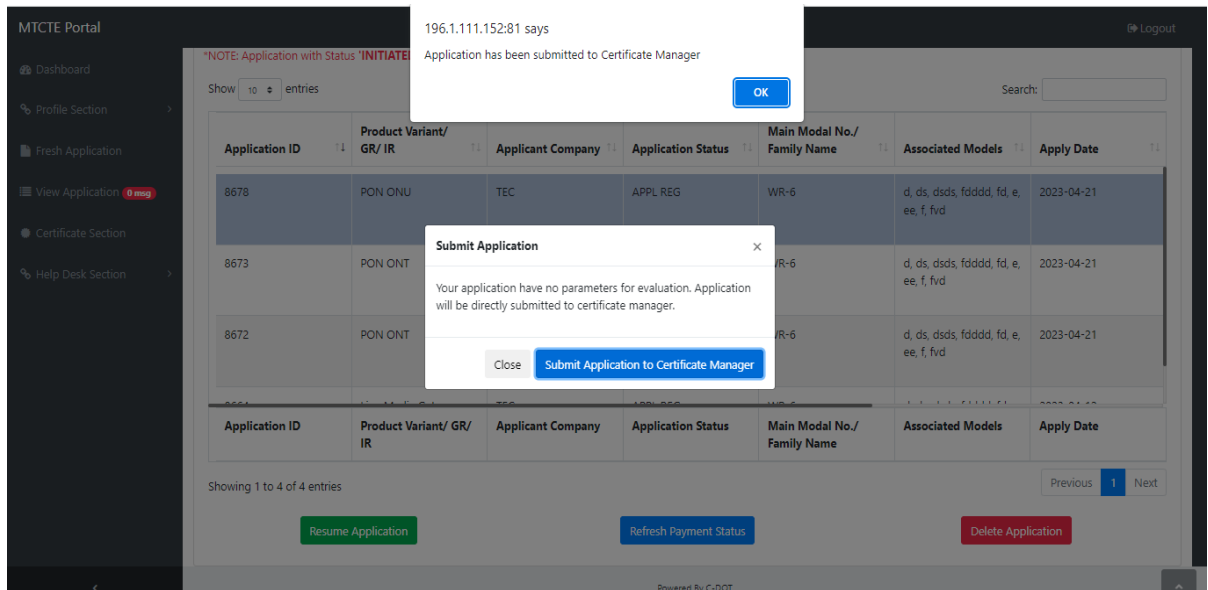 MTCTE Portal
196.1.111.152:81 says
Application has been submitted to Certificate Manager
OK
Logout
Dashboard
Profile Section
Fresh Application
View Application 0 msg
Certificate Section
Help Desk Section
*NOTE: Application with Status 'INITIATE
Show 10 entries
Search:
Application ID
Product Variant/
GR/ IR
Applicant Company
Application Status
Main Modal No./
Family Name
Associated Models
Apply Date
8678 PON ONU TEC APPL REG WR-6 d, ds, dsds, fdddd, fd, e, 2023-04-21
ee, f, fvd
8673 PON ONT WR-6 d, ds, dsds, fdddd, fd, e, 2023-04-21
ee, f, fvd
8672 PON ONT WR-6 d, ds, dsds, fdddd, fd, e, 2023-04-21
ee, f, fvd
Submit Application ×
Your application have no parameters for evaluation. Application
will be directly submitted to certificate manager.
Close
Submit Application to Certificate Manager
Application ID
Product Variant/ GR/
IR
Applicant Company
Application Status
Main Modal No./
Family Name
Associated Models
Apply Date
Showing 1 to 4 of 4 entries
Previous 1 Next
Resume Application
Refresh Payment Status
Delete Application
Powered By C-DOT